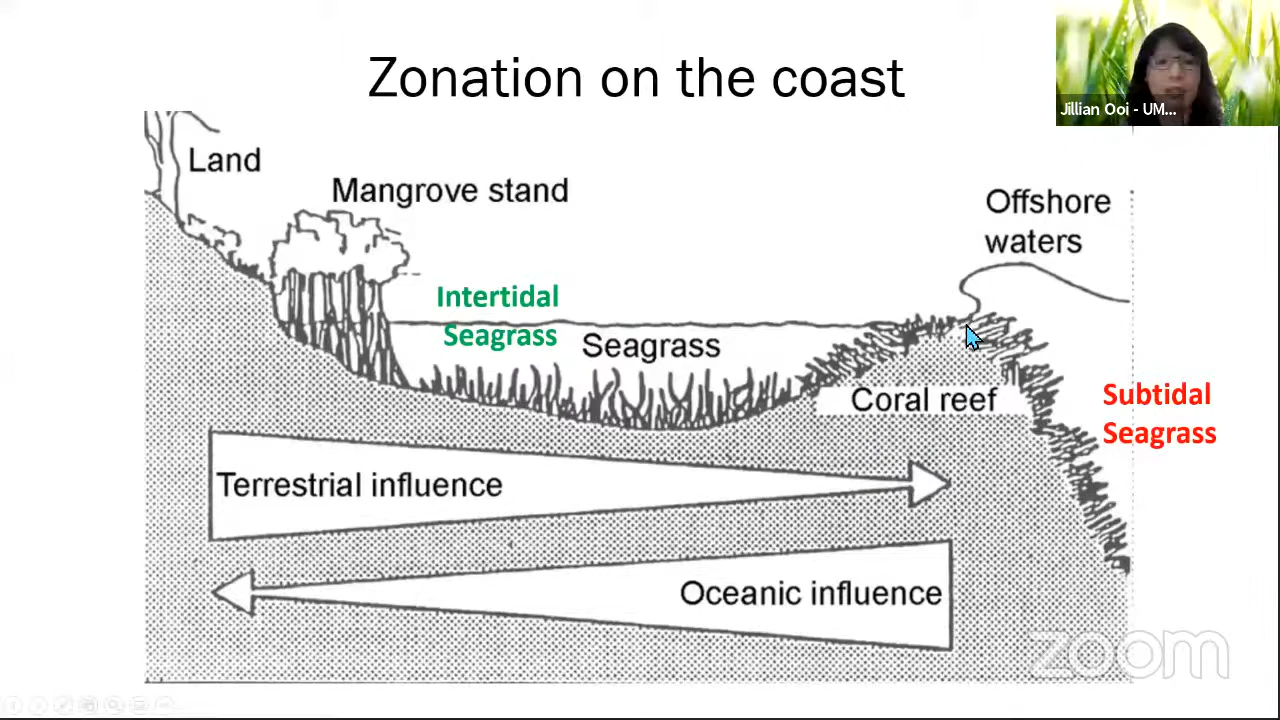 Zonation on the coast
Jillian Ooi - UM...
Land
Mangrove stand
Offshore
waters
Intertidal
Seagrass
Seagrass
Coral reef
Subtidal
Seagrass
Terrestrial influence
Oceanic influence
zoom